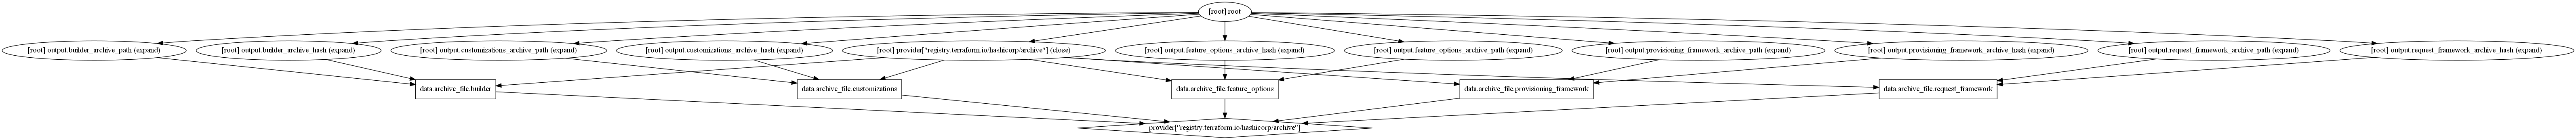 [root] root
[root] output.builder_archive_path (expand)
[root] output.builder_archive_hash (expand)
[root] output.customizations_archive_path (expand)
[root] output.customizations_archive_hash (expand)
[root] provider["registry.terraform.io/hashicorp/archive"] (close)
[root] output.feature_options_archive_hash (expand)
[root] output.feature_options_archive_path (expand)
[root] output.provisioning_framework_archive_path (expand)
[root] output.provisioning_framework_archive_hash (expand)
[root] output.request_framework_archive_path (expand)
[root] output.request_framework_archive_hash (expand)
data.archive_file.builder
data.archive_file.customizations
data.archive_file.feature_options
data.archive_file.provisioning_framework
data.archive_file.request_framework
provider["registry.terraform.io/hashicorp/archive"]